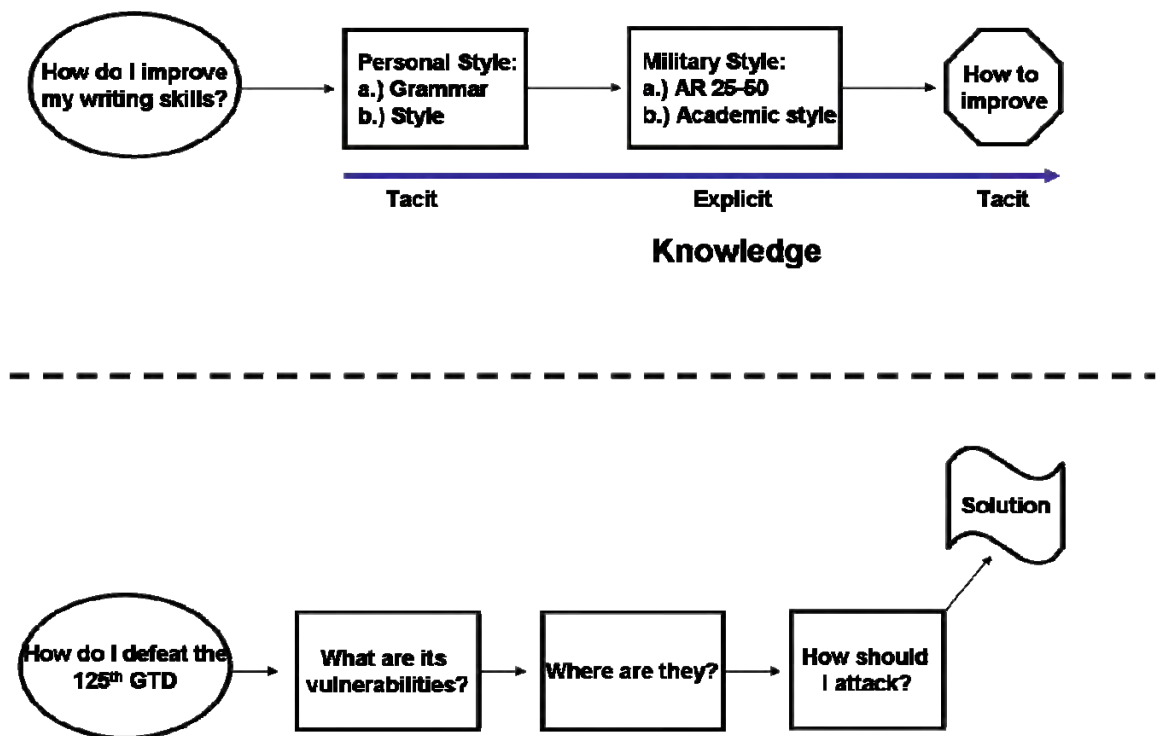 How do I improve
my writing skills?
Personal Style:
a.) Grammar
b.) Style
Military Style:
a.) AR 25-50
b.) Academic style
How to
improve
Tacit
Explicit
Tacit
Knowledge
Solution
How do I defeat the
125th GTD
What are its
vulnerabilities?
Where are they?
How should
I attack?